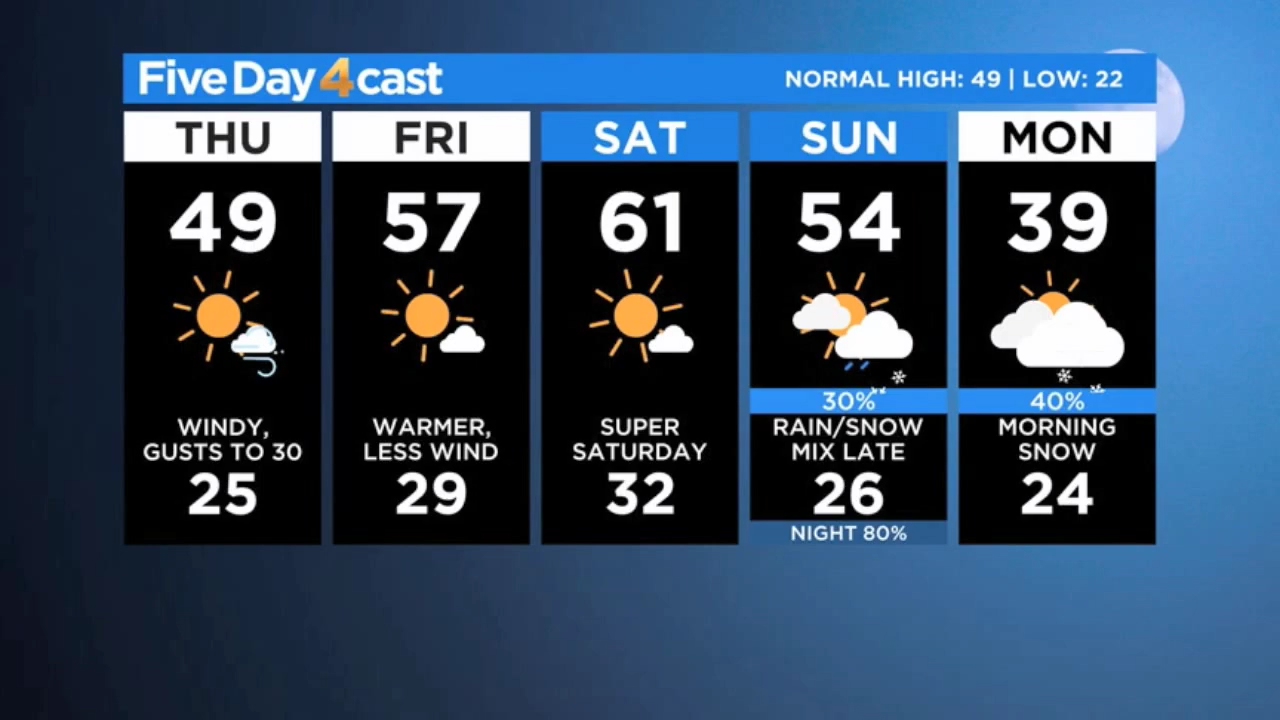 Five Day 4cast
NORMAL HIGH: 49 | LOW: 22
THU
49
WINDY,
GUSTS TO 30
25
FRI
57
WARMER,
LESS WIND
29
SAT
61
SUPER
SATURDAY
32
SUN
54
30%
RAIN/SNOW
MIX LATE
26
NIGHT 80%
MON
39
40%
MORNING
SNOW
24